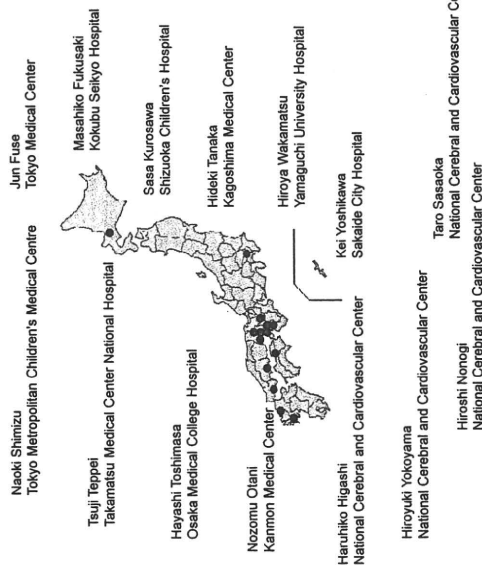 Naoki Shimizu
Tokyo Metropolitan Children's Medical Centre
Jun Fuse
Tokyo Medical Center
Tsuji Teppei
Takamatsu Medical Center National Hospital
Masahiko Fukusaki
Kokubu Seikyo Hospital
Hayashi Toshimasa
Osaka Medical College Hospital
Sasa Kurosawa
Shizuoka Children's Hospital
Nozomu Otani
Kanmon Medical Center
Hideki Tanaka
Kagoshima Medical Center
Haruhiko Higashi
National Cerebral and Cardiovascular Center
Hiroya Wakamatsu
Yamaguchi University Hospital
Kei Yoshikawa
Sakaide City Hospital
Hiroyuki Yokoyama
National Cerebral and Cardiovascular Center
Taro Sasaoka
National Cerebral and Cardiovascular Ce
Hiroshi Nonogi
National Cerebral and Cardiovascular Center